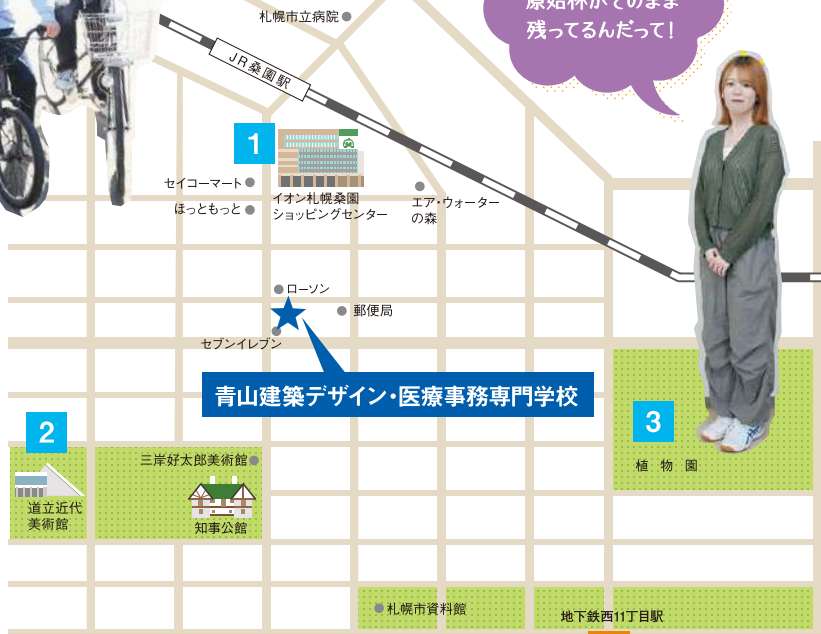 原始林がそのまま
残ってるんだって!
札幌市立病院
JR桑園駅
1
セイコーマート
ほっともっと
イオン札幌桑園
ショッピングセンター
エア・ウォーター
の森
ローソン
郵便局
セブンイレブン
青山建築デザイン・医療事務専門学校
2
3
三岸好太郎美術館
植物園
道立近代
美術館
知事公館
札幌市資料館
地下鉄西11丁目駅